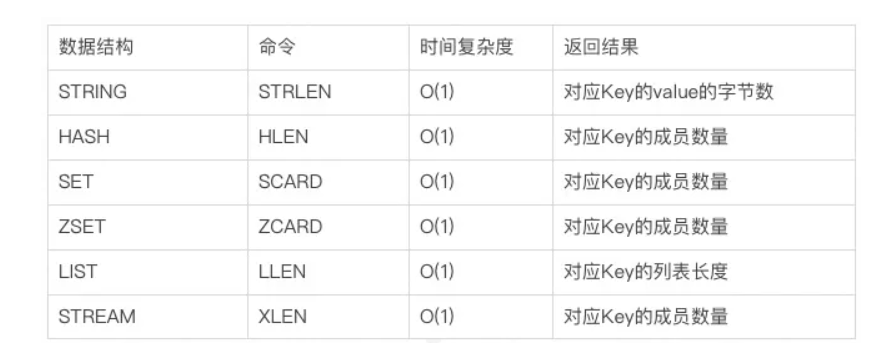 数据结构 命令 时间复杂度 返回结果
STRING STRLEN O(1) 对应Key的value的字节数
HASH HLEN O(1) 对应Key的成员数量
SET SCARD O(1) 对应Key的成员数量
ZSET ZCARD O(1) 对应Key的成员数量
LIST LLEN O(1) 对应Key的列表长度
STREAM XLEN O(1) 对应Key的成员数量